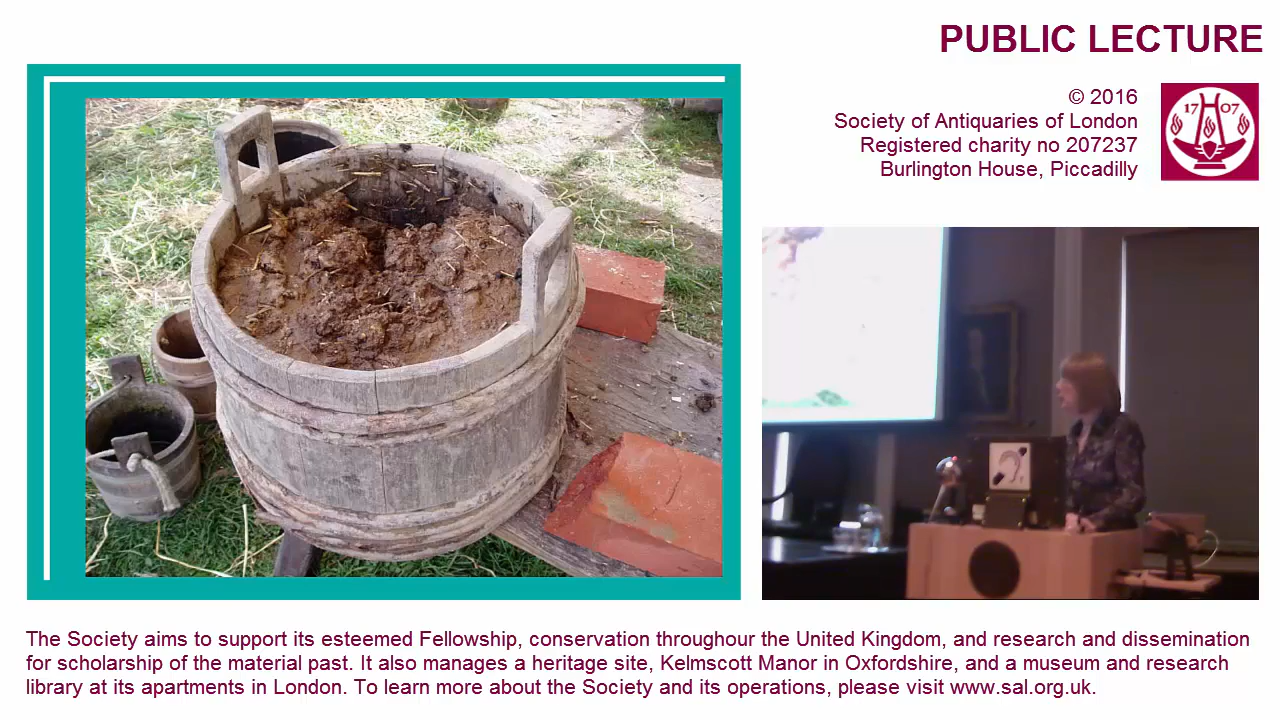 PUBLIC LECTURE
© 2016
Society of Antiquaries of London
Registered charity no 207237
Burlington House, Piccadilly
17 07
The Society aims to support its esteemed Fellowship, conservation throughour the United Kingdom, and research and dissemination
for scholarship of the material past. It also manages a heritage site, Kelmscott Manor in Oxfordshire, and a museum and research
library at its apartments in London. To learn more about the Society and its operations, please visit www.sal.org.uk.